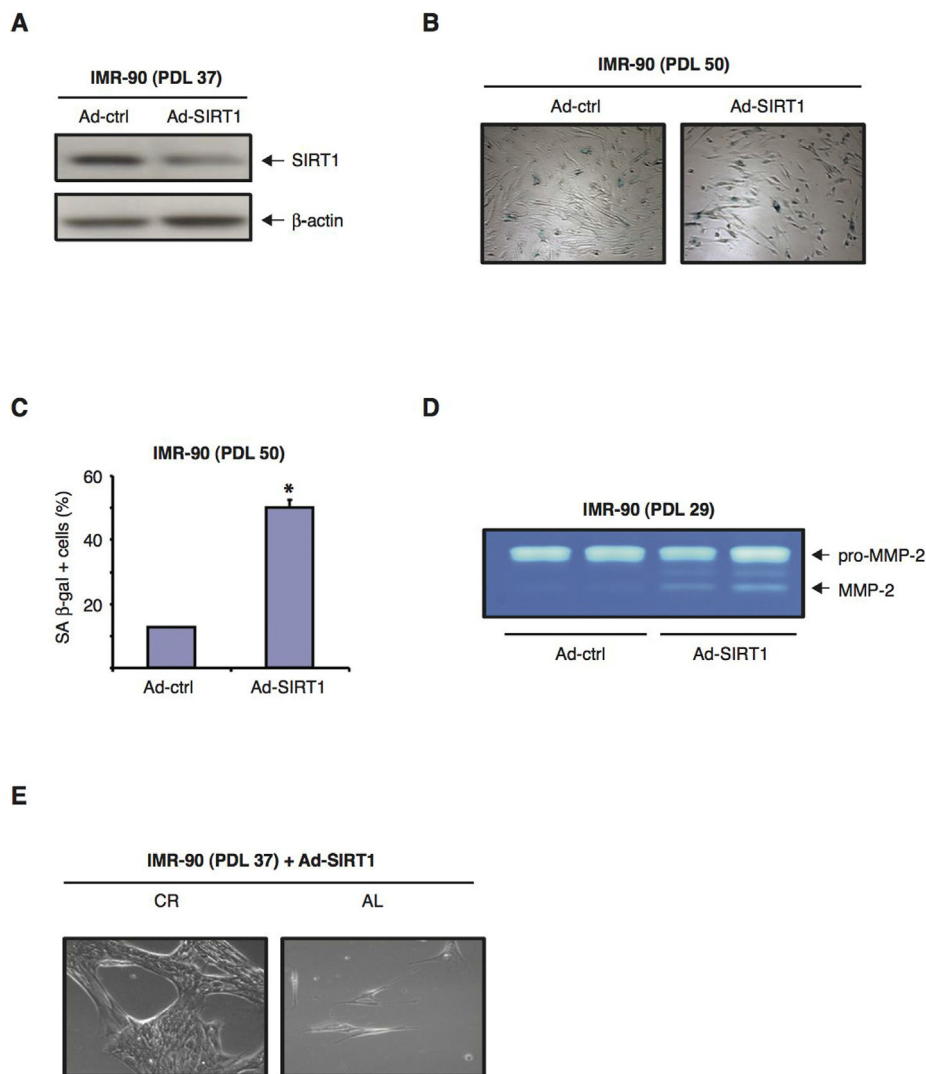 A
IMR-90 (PDL 37)
Ad-ctrl Ad-SIRT1
SIRT1
β-actin
B
IMR-90 (PDL 50)
Ad-ctrl Ad-SIRT1
C
IMR-90 (PDL 50)
SA β-gal + cells (%)
60
40
20
*
Ad-ctrl Ad-SIRT1
D
IMR-90 (PDL 29)
pro-MMP-2
MMP-2
Ad-ctrl Ad-SIRT1
E
IMR-90 (PDL 37) + Ad-SIRT1
CR AL